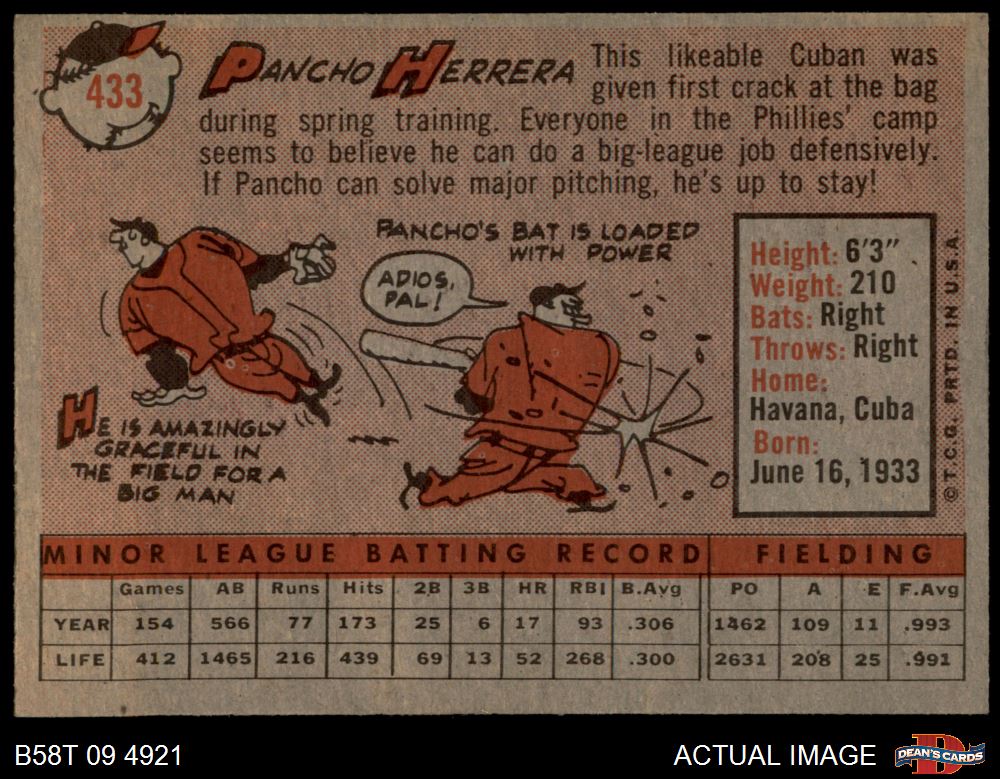 433
PANCHO HERRERA
This likeable Cuban was
given first crack at the bag
during spring training. Everyone in the Phillies' camp
seems to believe he can do a big-league job defensively.
If Pancho can solve major pitching, he's up to stay!
PANCHO'S BAT IS LOADED
WITH POWER
ADIOS,
PAL!
HE IS AMAZINGLY
GRACEFUL IN
THE FIELD FOR A
BIG MAN
Height: 6'3"
Weight: 210
Bats: Right
Throws: Right
Home:
Havana, Cuba
Born:
June 16, 1933
©T.C.G. PRTD. IN U.S.A.
MINOR LEAGUE BATTING RECORD FIELDING
Games AB Runs Hits 2B 3B HR RBI B.Avg PO A E F.Avg
YEAR 154 566 77 173 25 6 17 93 .306 1462 109 11 .993
LIFE 412 1465 216 439 69 13 52 268 .300 2631 208 25 .991
B58T 09 4921
ACTUAL IMAGE
DEAN'S CARDS